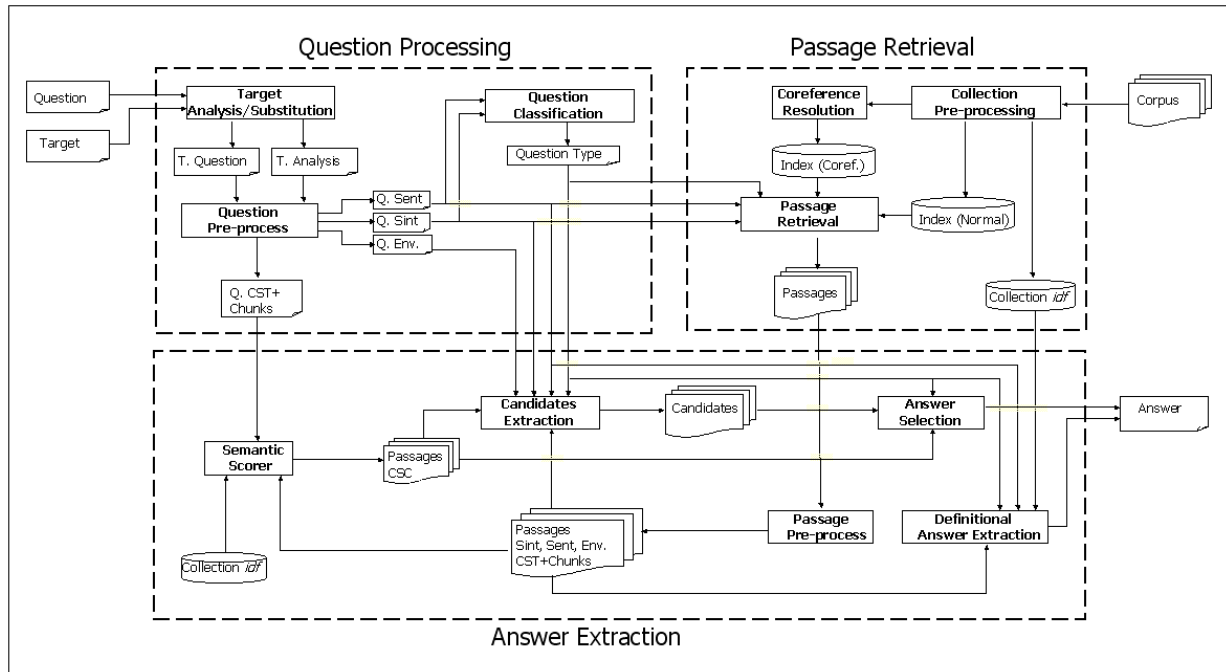 Question Processing
Passage Retrieval
Question
Target
Target
Analysis/Substitution
T. Question
T. Analysis
Question
Pre-process
Q. Sent
Q. Sint
Q. Env.
Q. CST+
Chunks
Question
Classification
Question Type
Coreference
Resolution
Collection
Pre-processing
Corpus
Index (Coref.)
Passage
Retrieval
Index (Normal)
Passages
Collection idf
Candidates
Extraction
Candidates
Answer
Selection
Answer
Semantic
Scorer
Passages
CSC
Passages
Sint, Sent, Env.
CST+Chunks
Passage
Pre-process
Definitional
Answer Extraction
Collection idf
Answer Extraction